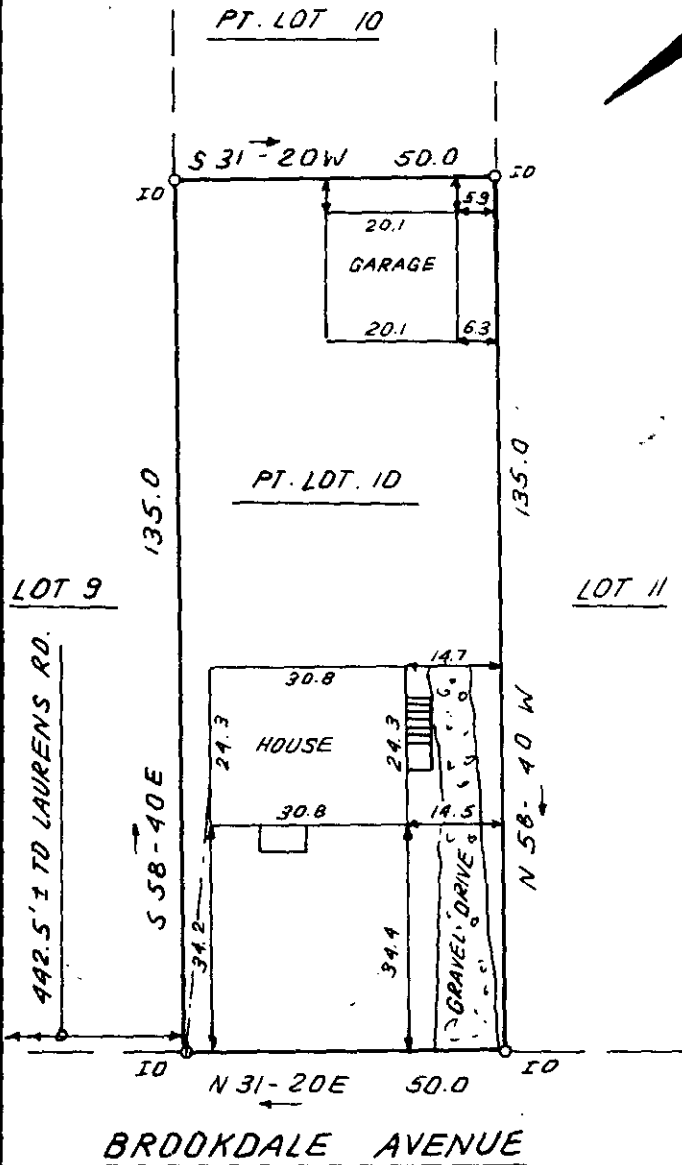 PT. LOT 10
S 31-20W 50.0
IO
IO
5.9
20.1
GARAGE
20.1
6.3
135.0
135.0
PT. LOT. 10
LOT 9
LOT 11
442.5'± TO LAURENS RD.
14.7
30.8
24.3
HOUSE
24.3
30.8
14.5
S 58-40E
N 58-40 W
34.2
34.4
GRAVEL DRIVE
IO
IO
N 31-20E 50.0
BROOKDALE AVENUE